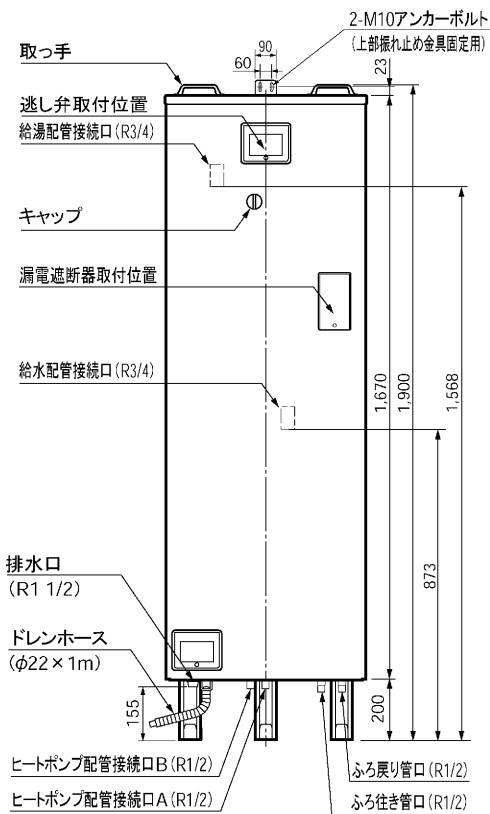 2-M10アンカーボルト
(上部振れ止め金具固定用)
90
60
23
取っ手
逃し弁取付位置
給湯配管接続口(R3/4)
キャップ
漏電遮断器取付位置
給水配管接続口(R3/4)
1,670
1,900
1,568
873
排水口
(R1 1/2)
ドレンホース
(φ22×1m)
155
200
ヒートポンプ配管接続口B(R1/2)
ヒートポンプ配管接続口A(R1/2)
ふろ戻り管口(R1/2)
ふろ往き管口(R1/2)